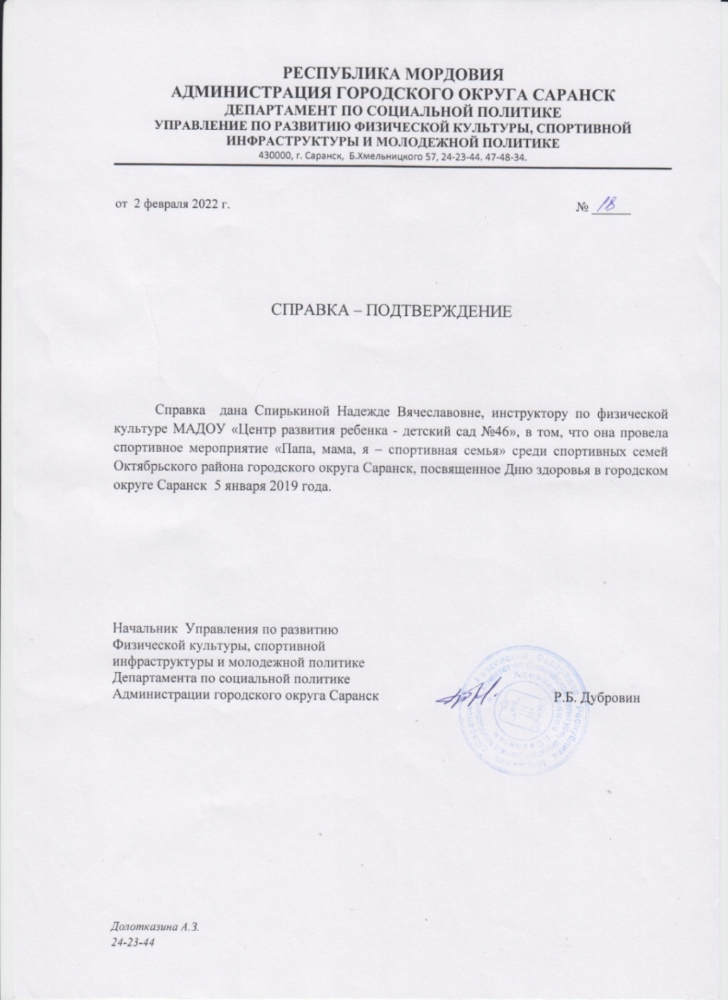 РЕСПУБЛИКА МОРДОВИЯ
АДМИНИСТРАЦИЯ ГОРОДСКОГО ОКРУГА САРАНСК
ДЕПАРТАМЕНТ ПО СОЦИАЛЬНОЙ ПОЛИТИКЕ
УПРАВЛЕНИЕ ПО РАЗВИТИЮ ФИЗИЧЕСКОЙ КУЛЬТУРЫ, СПОРТИВНОЙ
ИНФРАСТРУКТУРЫ И МОЛОДЕЖНОЙ ПОЛИТИКЕ
430000, г. Саранск, Б.Хмельницкого 57, 24-23-44. 47-48-34.
от 2 февраля 2022 г. № 18
СПРАВКА – ПОДТВЕРЖДЕНИЕ
Справка дана Спирькиной Надежде Вячеславовне, инструктору по физической
культуре МАДОУ «Центр развития ребенка - детский сад №46», в том, что она провела
спортивное мероприятие «Папа, мама, я – спортивная семья» среди спортивных семей
Октябрьского района городского округа Саранск, посвященное Дню здоровья в городском
округе Саранск 5 января 2019 года.
Начальник Управления по развитию
Физической культуры, спортивной
инфраструктуры и молодежной политике
Департамента по социальной политике
Администрации городского округа Саранск Р.Б. Дубровин
Долотказина А.З.
24-23-44